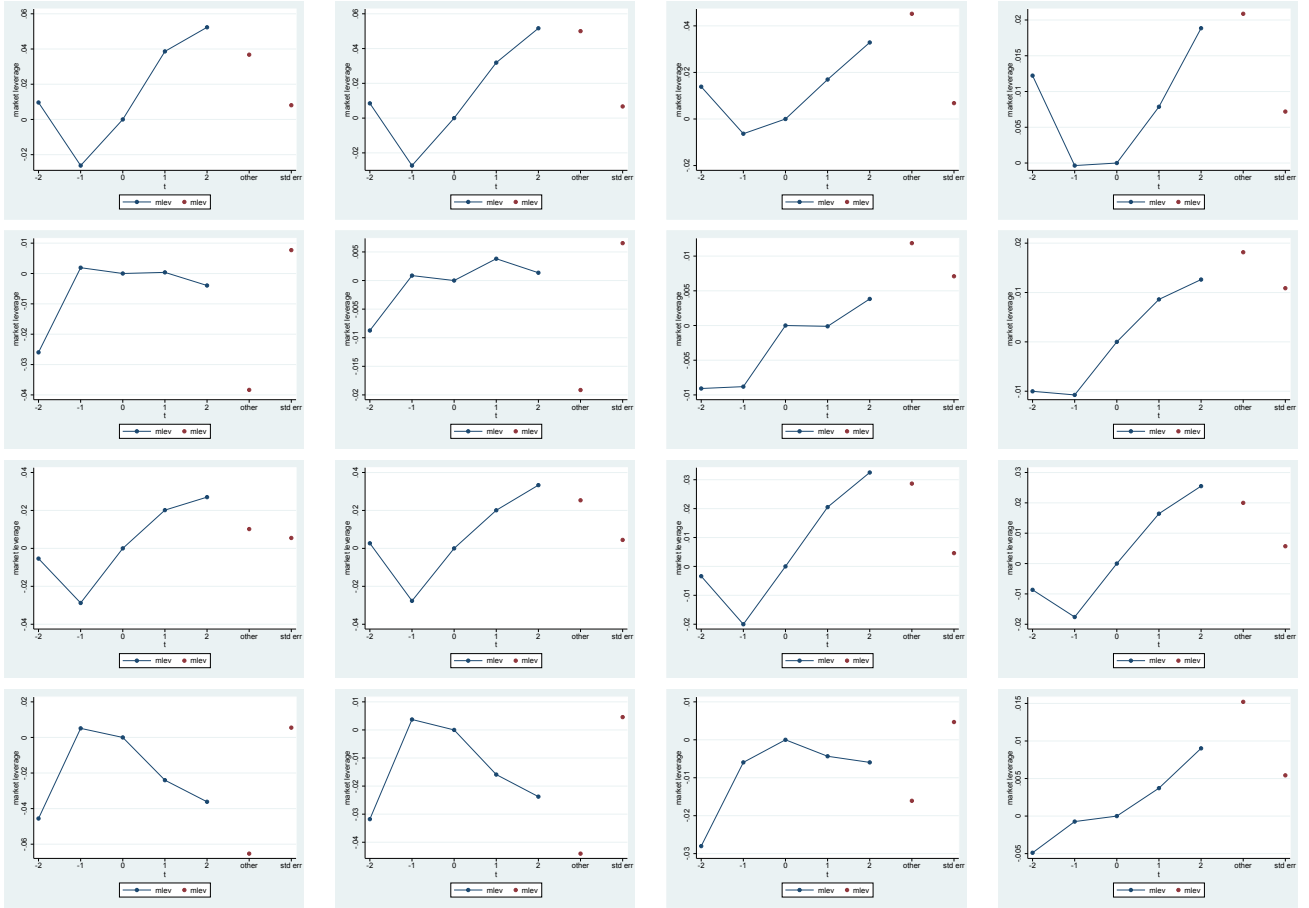 market leverage
-.02 0 .02 .04 .06
-2 -1 0 1 2 other std err
t
mlev mlev
market leverage
-.02 0 .02 .04 .06
-2 -1 0 1 2 other std err
t
mlev mlev
market leverage
-.02 0 .02 .04
-2 -1 0 1 2 other std err
t
mlev mlev
market leverage
0 .005 .01 .015 .02
-2 -1 0 1 2 other std err
t
mlev mlev
market leverage
-.04 -.03 -.02 -.01 0 .01
-2 -1 0 1 2 other std err
t
mlev mlev
market leverage
-.02 -.015 -.01 -.005 0 .005
-2 -1 0 1 2 other std err
t
mlev mlev
market leverage
-.01 -.005 0 .005 .01
-2 -1 0 1 2 other std err
t
mlev mlev
market leverage
-.01 0 .01 .02
-2 -1 0 1 2 other std err
t
mlev mlev
market leverage
-.04 -.02 0 .02 .04
-2 -1 0 1 2 other std err
t
mlev mlev
market leverage
-.04 -.02 0 .02 .04
-2 -1 0 1 2 other std err
t
mlev mlev
market leverage
-.02 -.01 0 .01 .02 .03
-2 -1 0 1 2 other std err
t
mlev mlev
market leverage
-.02 -.01 0 .01 .02 .03
-2 -1 0 1 2 other std err
t
mlev mlev
market leverage
-.06 -.04 -.02 0 .02
-2 -1 0 1 2 other std err
t
mlev mlev
market leverage
-.04 -.03 -.02 -.01 0 .01
-2 -1 0 1 2 other std err
t
mlev mlev
market leverage
-.03 -.02 -.01 0 .01
-2 -1 0 1 2 other std err
t
mlev mlev
market leverage
-.005 0 .005 .01 .015
-2 -1 0 1 2 other std err
t
mlev mlev